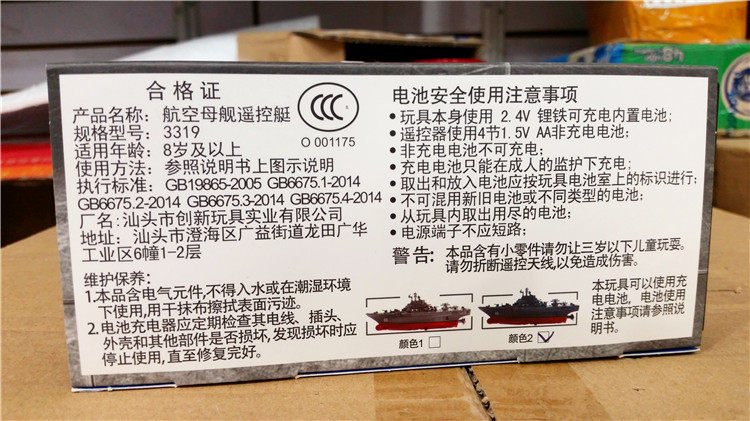 合格证
产品名称：航空母舰遥控艇
规格型号：3319
适用年龄：8岁及以上
使用方法：参照说明书上图示说明
执行标准：GB19865-2005 GB6675.1-2014
GB6675.2-2014 GB6675.3-2014 GB6675.4-2014
厂名：汕头市创新玩具实业有限公司
地址：汕头市澄海区广益街道龙田广华
工业区6幢1-2层
CCC
O 001175
维护保养：
1.本品含电气元件,不得入水或在潮湿环境
下使用,用干抹布擦拭表面污迹。
2.电池充电器应定期检查其电线、插头、
外壳和其他部件是否损坏,发现损坏时应
停止使用,直至修复完好。
电池安全使用注意事项
•玩具本身使用 2.4V 锂铁可充电内置电池;
•遥控器使用4节1.5V AA非充电电池;
•非充电电池不可充电;
•充电电池只能在成人的监护下充电;
•取出和放入电池应按玩具电池室上的标识进行;
•不可混用新旧电池或不同类型的电池;
•从玩具内取出用尽的电池;
•电源端子不应短路;
警告：本品含有小零件请勿让三岁以下儿童玩耍。
请勿折断遥控天线,以免造成伤害。
颜色1
颜色2
本玩具可以使用充
电电池，电池使用
注意事项请参照说
明书。